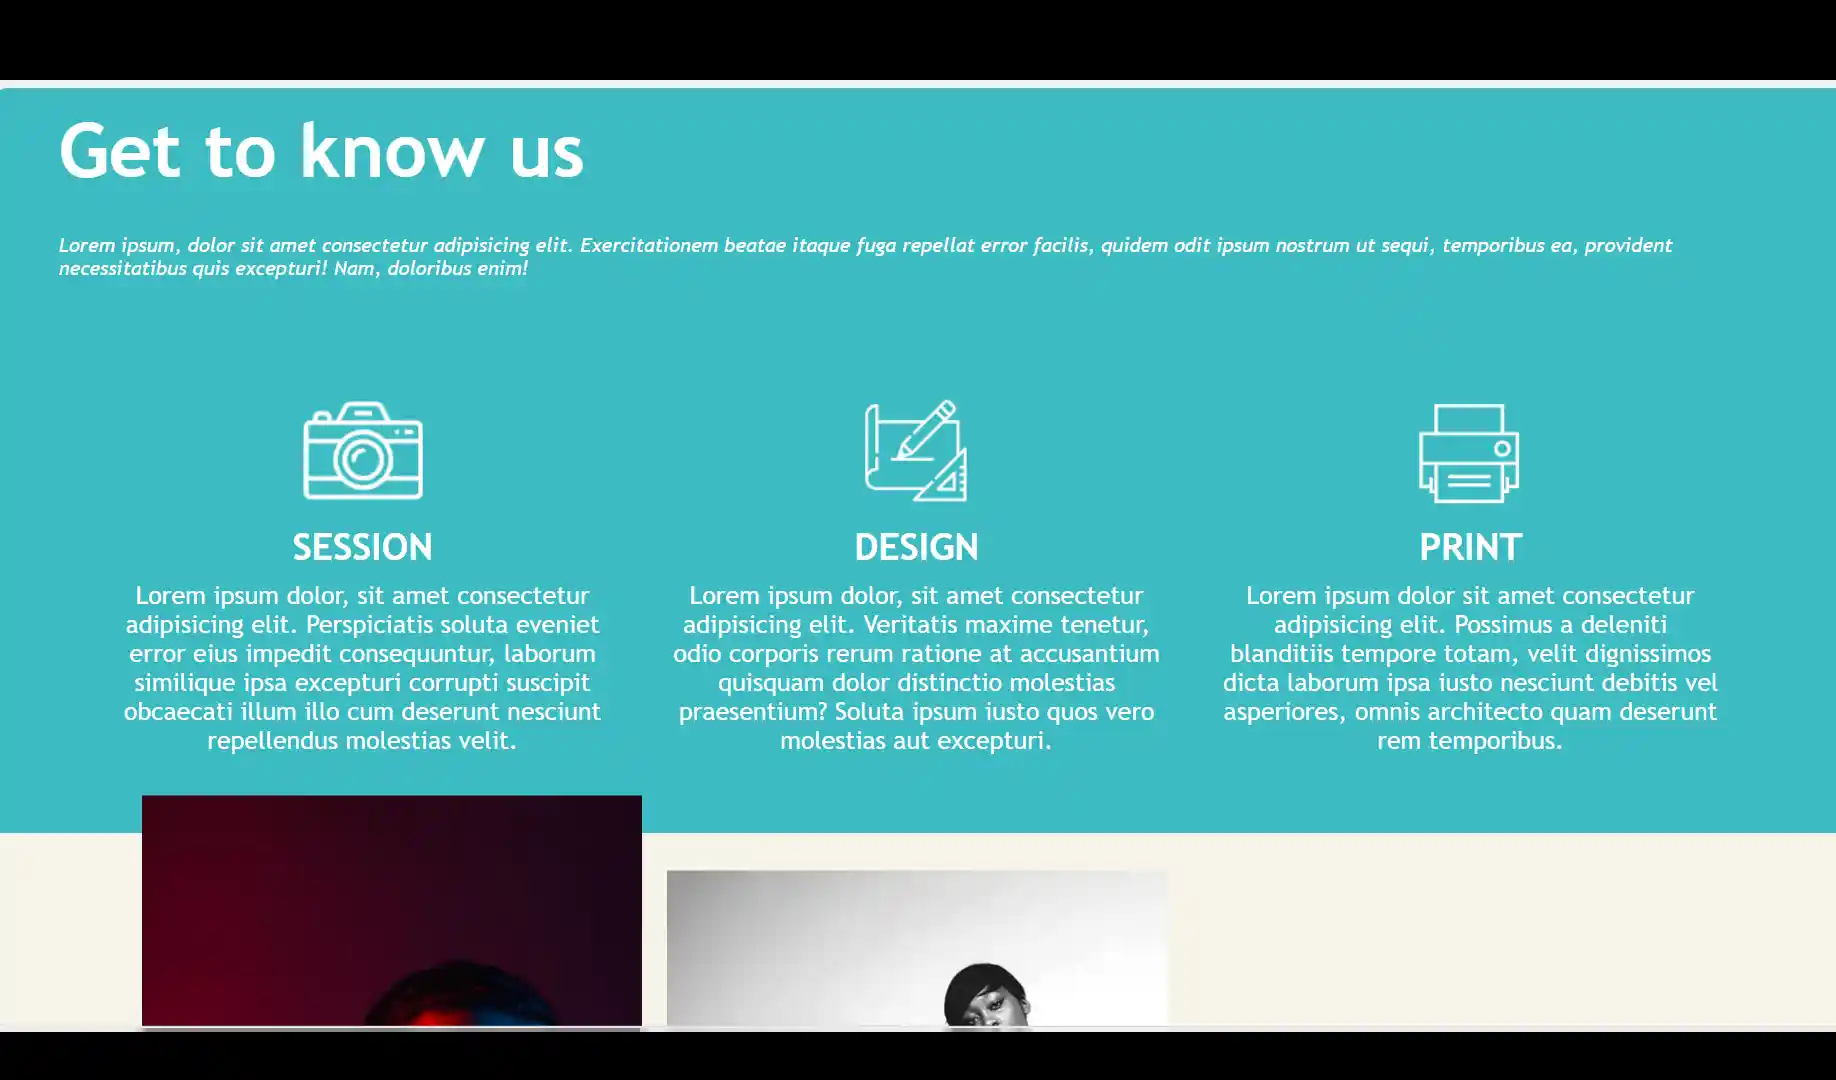 Get to know us
Lorem ipsum, dolor sit amet consectetur adipisicing elit. Exercitationem beatae itaque fuga repellat error facilis, quidem odit ipsum nostrum ut sequi, temporibus ea, provident
necessitatibus quis excepturi! Nam, doloribus enim!
SESSION
Lorem ipsum dolor, sit amet consectetur
adipisicing elit. Perspiciatis soluta eveniet
error eius impedit consequuntur, laborum
similique ipsa excepturi corrupti suscipit
obcaecati illum illo cum deserunt nesciunt
repellendus molestias velit.
DESIGN
Lorem ipsum dolor, sit amet consectetur
adipisicing elit. Veritatis maxime tenetur,
odio corporis rerum ratione at accusantium
quisquam dolor distinctio molestias
praesentium? Soluta ipsum iusto quos vero
molestias aut excepturi.
PRINT
Lorem ipsum dolor sit amet consectetur
adipisicing elit. Possimus a deleniti
blanditiis tempore totam, velit dignissimos
dicta laborum ipsa iusto nesciunt debitis vel
asperiores, omnis architecto quam deserunt
rem temporibus.